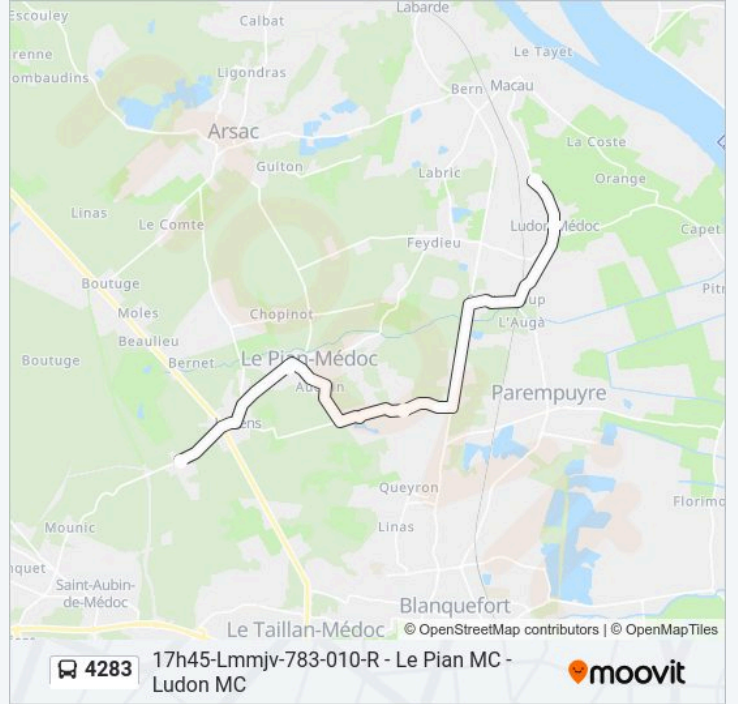 Escouley
Calbat
Labarde
Le Tayet
renne
Ligondras
ombaudins
Bern
Macau
Arsac
La Coste
Guiton
Labric
Orange
Linas
Le Comte
Ludon-Médoc
Capet
Feydieu
Boutuge
Moles
Chopinot
up
L'Augà
Beaulieu
Boutuge
Bernet
Le Pian-Médoc
Parempuyre
Queyron
Florimo
Mounic
Linas
nquet
Saint-Aubin-
de-Médoc
Blanquefort
Le Taillan-Médoc
© OpenStreetMap contributors | © OpenMapTiles
4283
17h45-Lmmjv-783-010-R - Le Pian MC -
Ludon MC
moovit